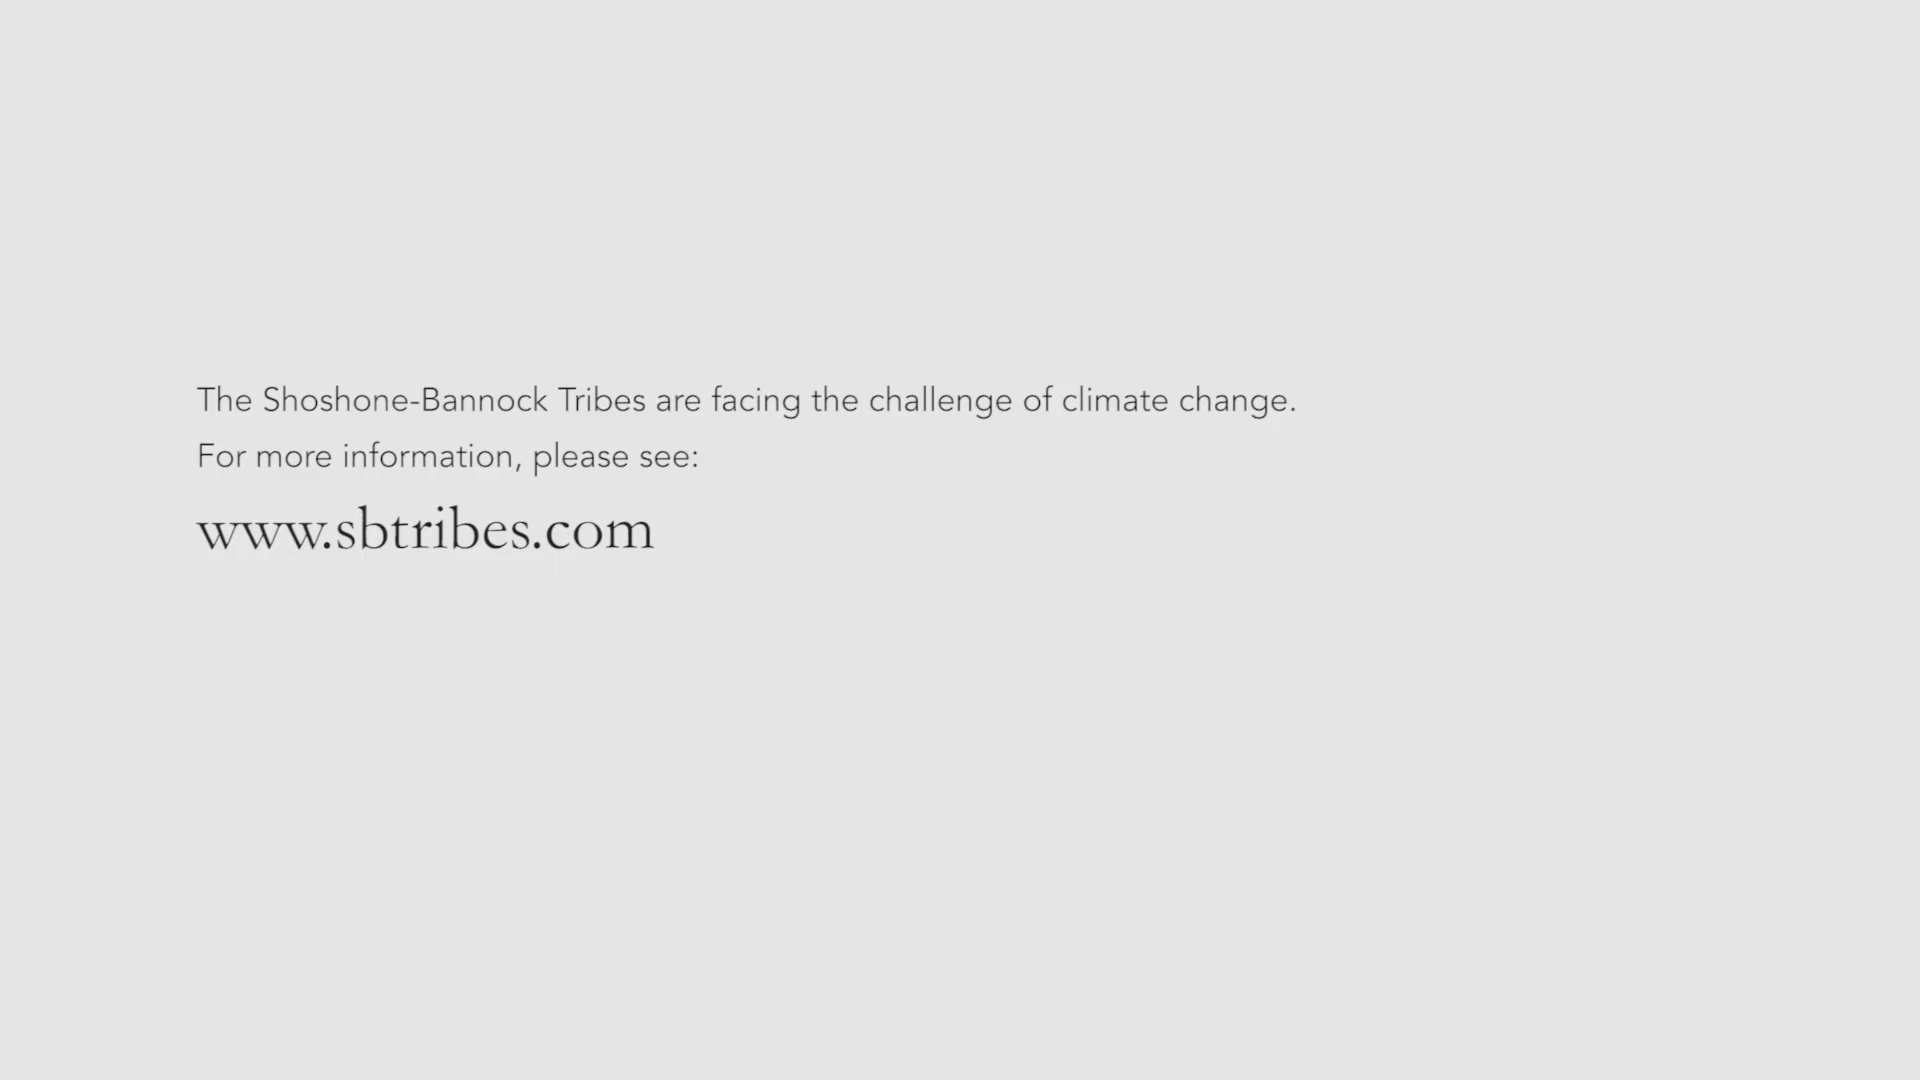 The Shoshone-Bannock Tribes are facing the challenge of climate change.
For more information, please see:
www.sbtribes.com